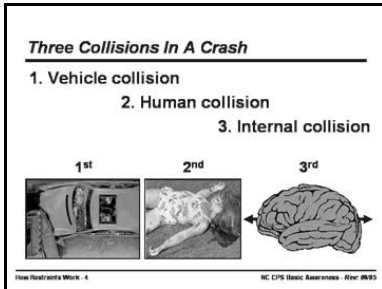 Three Collisions In A Crash
1. Vehicle collision
2. Human collision
3. Internal collision
1st
2nd
3rd
How Restraints Work - 4
NC CPS Basic Awareness - Rev: 09/05